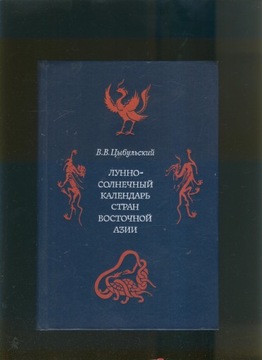 В.В.Цыбульский
ЛУННО-
СОЛНЕЧНЫЙ
КАЛЕНДАРЬ
СТРАН
ВОСТОЧНОЙ
АЗИИ